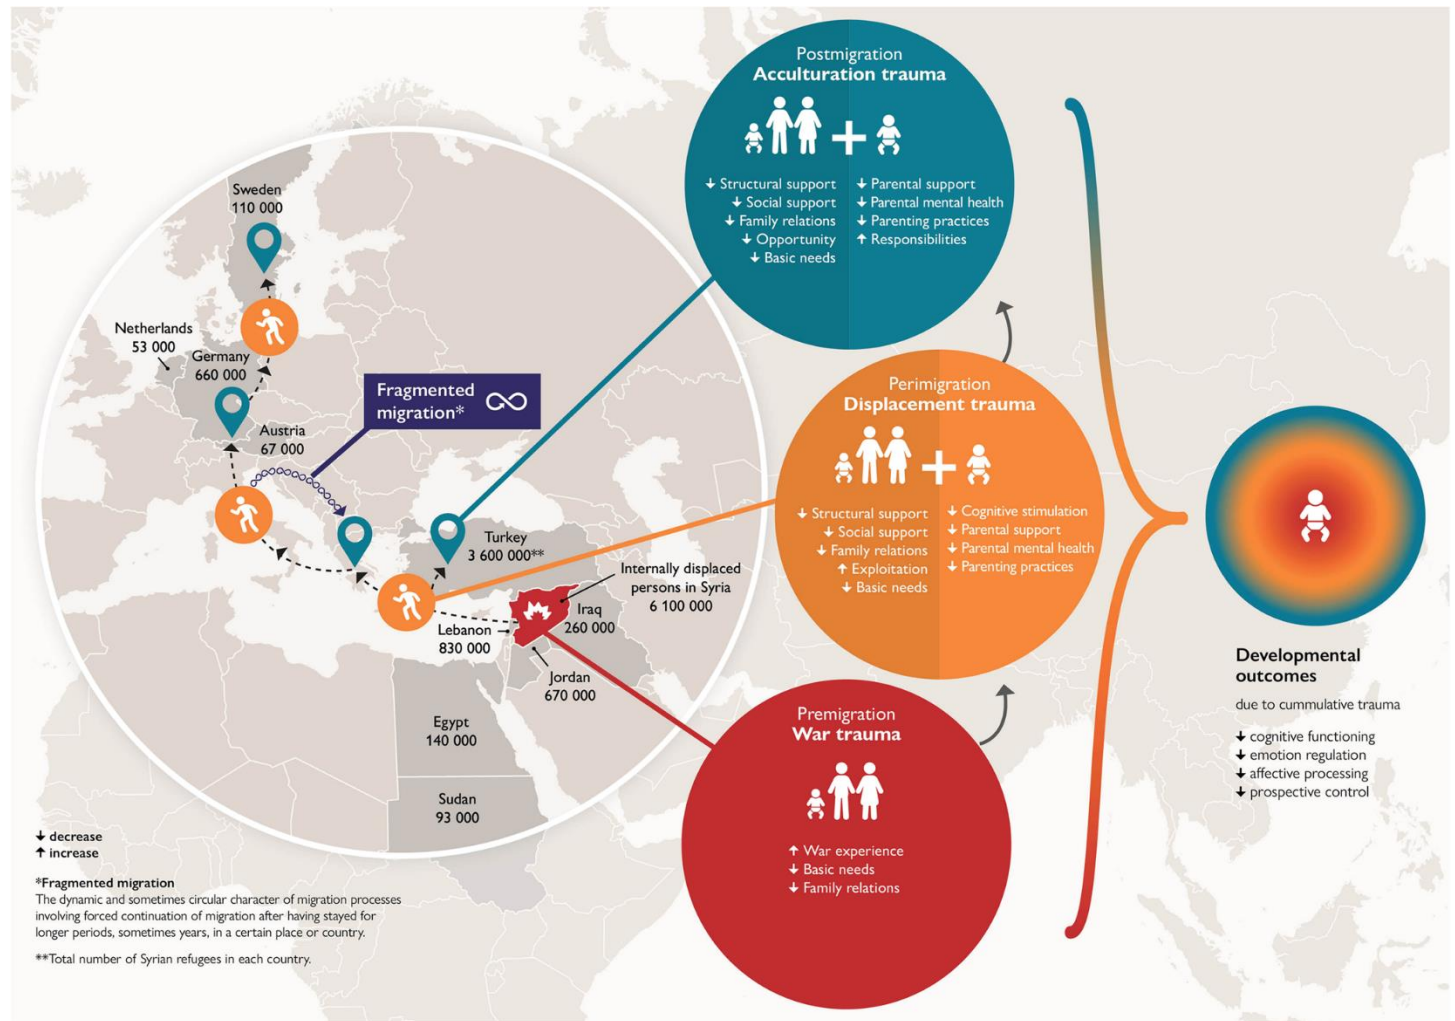 Postmigration
Acculturation trauma
↓ Structural support
↓ Social support
↓ Family relations
↓ Opportunity
↓ Basic needs
↓ Parental support
↓ Parental mental health
↓ Parenting practices
↑ Responsibilities
Sweden
110 000
Netherlands
53 000
Germany
660 000
Fragmented
migration*
Austria
67 000
Turkey
3 600 000**
Internally displaced
persons in Syria
6 100 000
Iraq
260 000
Lebanon
830 000
Jordan
670 000
Egypt
140 000
Sudan
93 000
Perimigration
Displacement trauma
↓ Structural support
↓ Social support
↓ Family relations
↑ Exploitation
↓ Basic needs
↓ Cognitive stimulation
↓ Parental support
↓ Parental mental health
↓ Parenting practices
Premigration
War trauma
↑ War experience
↓ Basic needs
↓ Family relations
Developmental
outcomes
due to cummulative trauma
↓ cognitive functioning
↓ emotion regulation
↓ affective processing
↓ prospective control
↓ decrease
↑ increase
*Fragmented migration
The dynamic and sometimes circular character of migration processes
involving forced continuation of migration after having stayed for
longer periods, sometimes years, in a certain place or country.
**Total number of Syrian refugees in each country.